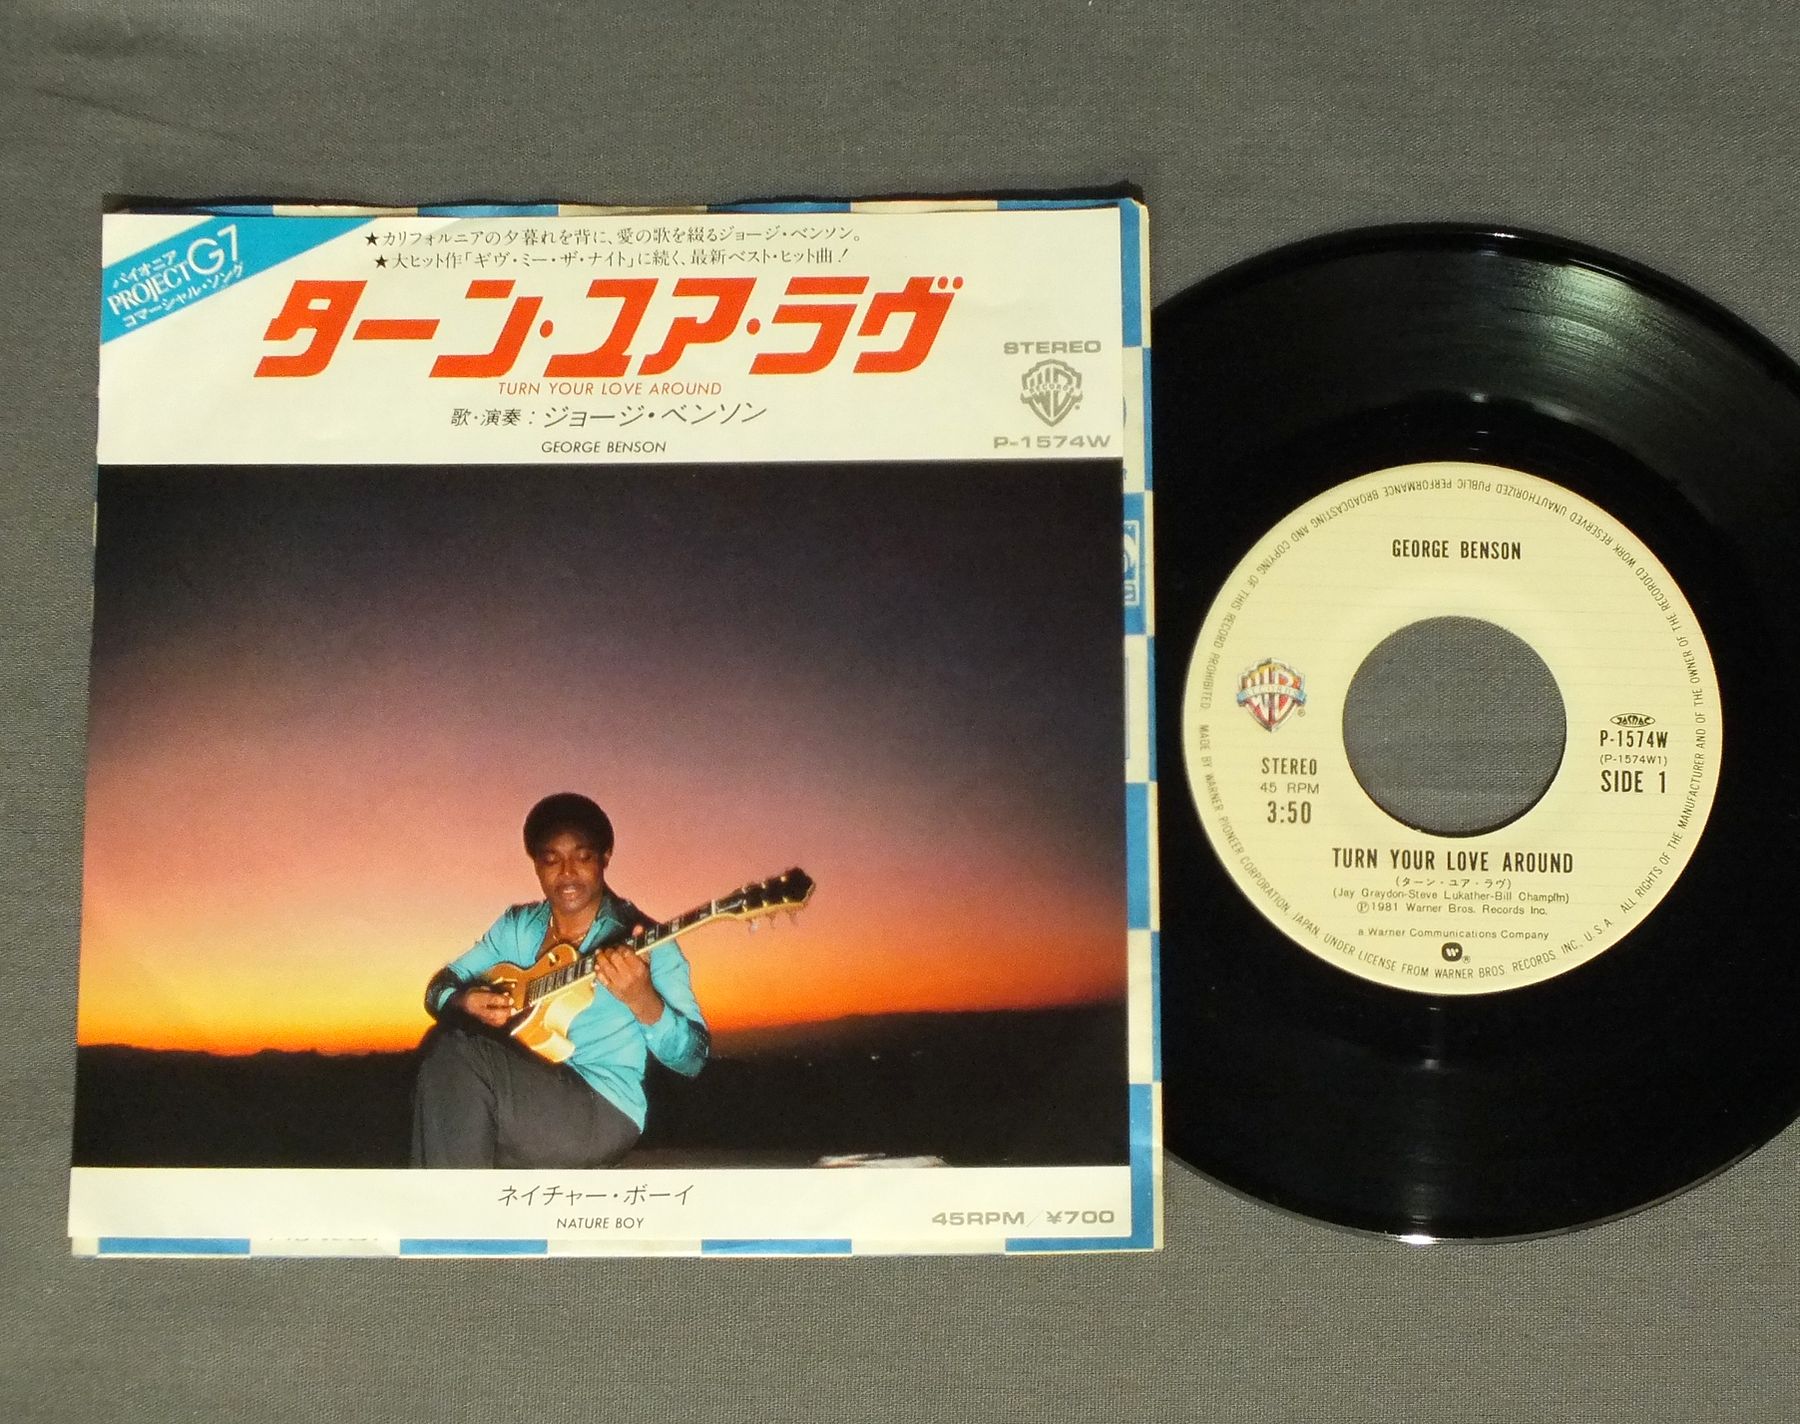 パイオニア
PROJECT G7
コマーシャル・ソング
★カリフォルニアの夕暮れを背に、愛の歌を綴るジョージ・ベンソン。
★大ヒット作「ギヴ・ミー・ザ・ナイト」に続く、最新ベスト・ヒット曲!
ターン・ユア・ラヴ
TURN YOUR LOVE AROUND
歌・演奏：ジョージ・ベンソン
GEORGE BENSON
STEREO
WB RECORDS
P-1574W
ネイチャー・ボーイ
NATURE BOY
45RPM/¥700
GEORGE BENSON
STEREO
45 RPM
3:50
JASRAC
P-1574W
(P-1574W1)
SIDE 1
TURN YOUR LOVE AROUND
(ターン・ユア・ラヴ)
(Jay Graydon-Steve Lukather-Bill Champlin)
Ⓟ1981 Warner Bros. Records Inc.
a Warner Communications Company
MADE BY WARNER-PIONEER CORPORATION, JAPAN, UNDER LICENSE FROM WARNER BROS. RECORDS INC., U.S.A. ALL RIGHTS OF THE MANUFACTURER AND OF THE OWNER OF THE RECORDED WORK RESERVED UNAUTHORIZED PUBLIC PERFORMANCE BROADCASTING AND COPYING OF THIS RECORD PROHIBITED.